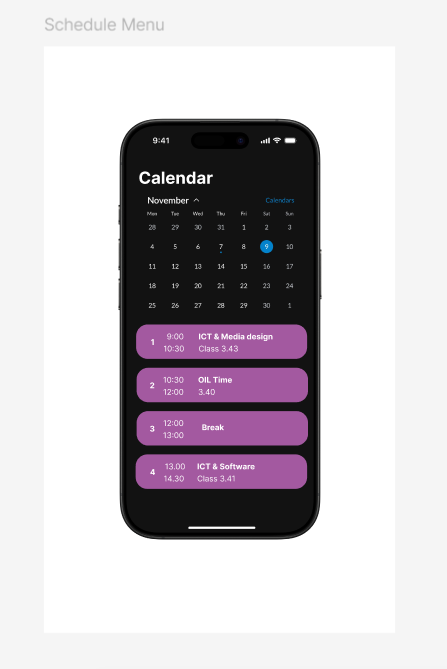 Schedule Menu
9:41
Calendar
November
Calendars
Mon Tue Wed Thu Fri Sat Sun
28 29 30 31 1 2 3
4 5 6 7 8 9 10
11 12 13 14 15 16 17
18 19 20 21 22 23 24
25 26 27 28 29 30 1
1
9:00 ICT & Media design
10:30 Class 3.43
2
10:30 OIL Time
12:00 3.40
3
12:00
13:00
Break
4
13.00 ICT & Software
14.30 Class 3.41